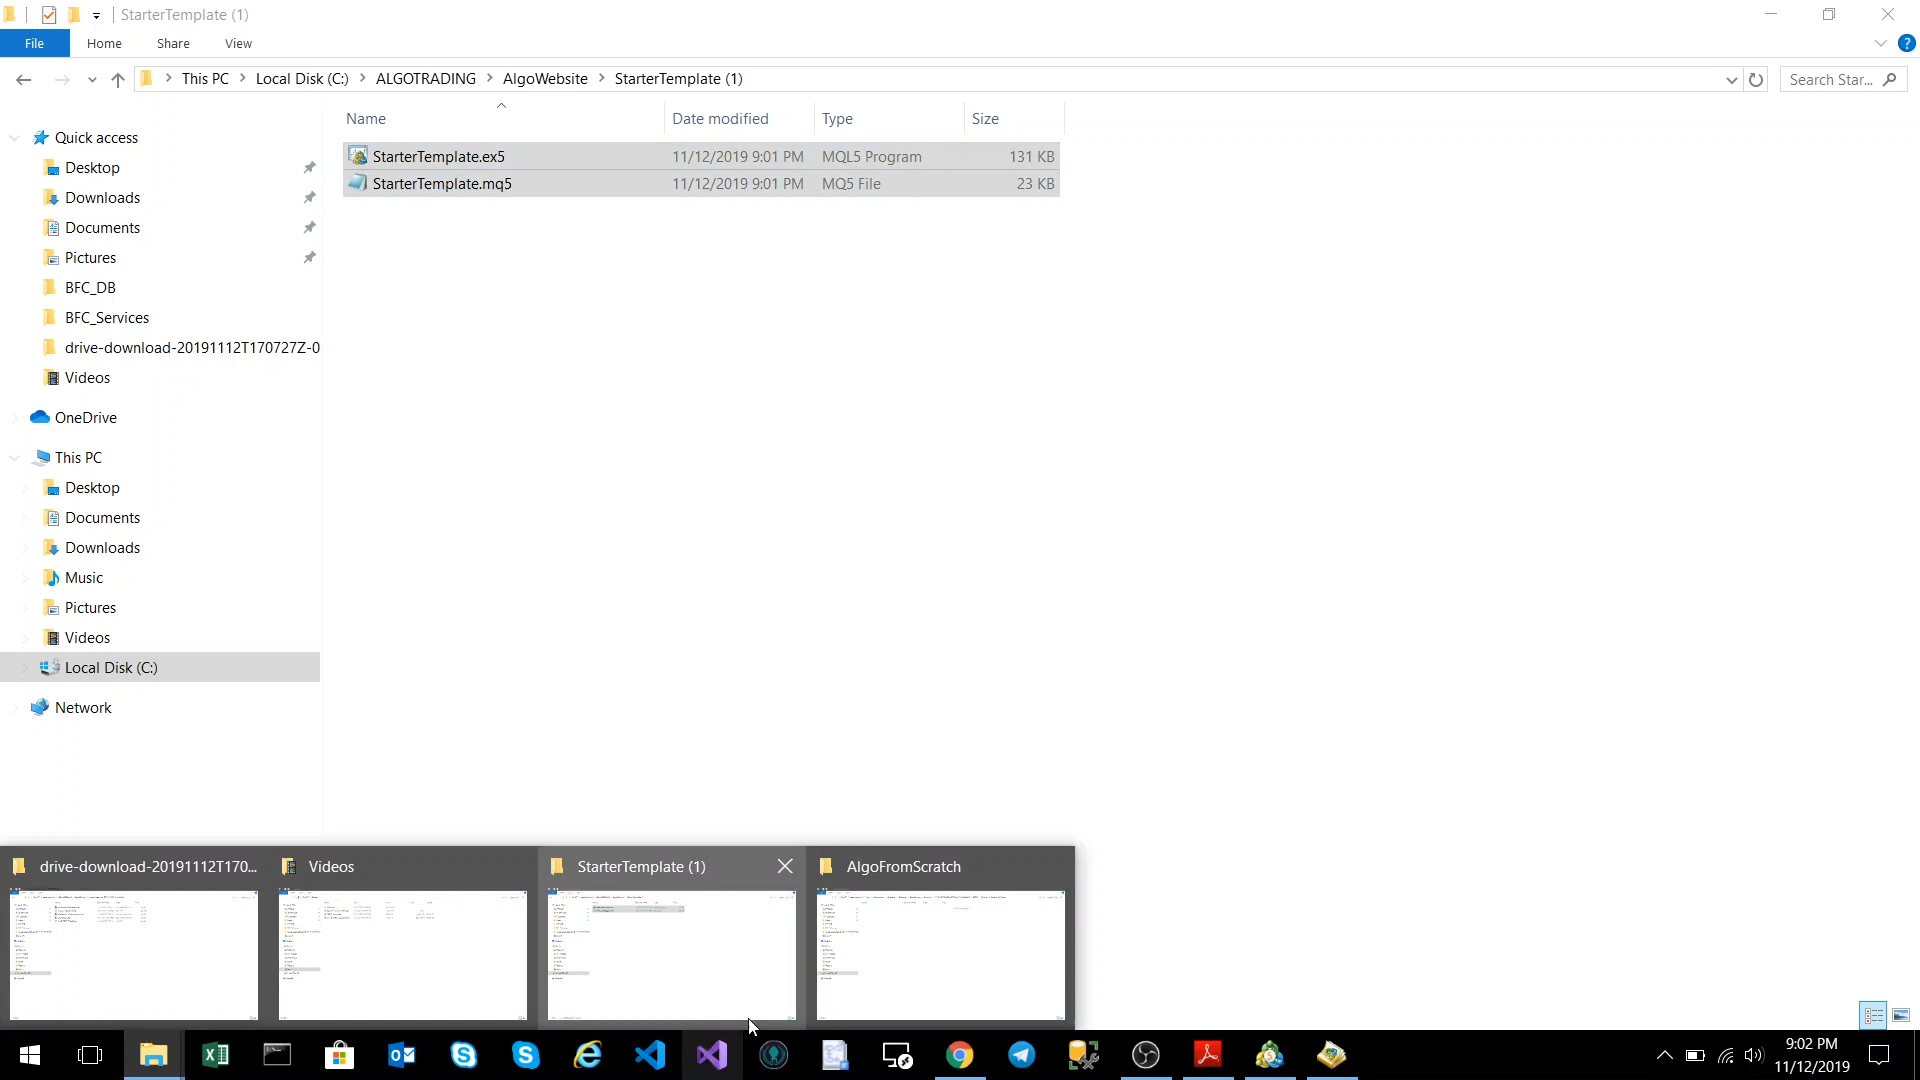 StarterTemplate (1)
File Home Share View
This PC Local Disk (C:) ALGOTRADING AlgoWebsite StarterTemplate (1)
Search Star...
Name Date modified Type Size
StarterTemplate.ex5 11/12/2019 9:01 PM MQL5 Program 131 KB
StarterTemplate.mq5 11/12/2019 9:01 PM MQ5 File 23 KB
Quick access
Desktop
Downloads
Documents
Pictures
BFC_DB
BFC_Services
drive-download-20191112T170727Z-0
Videos
OneDrive
This PC
Desktop
Documents
Downloads
Music
Pictures
Videos
Local Disk (C:)
Network
drive-download-20191112T170... Videos StarterTemplate (1) AlgoFromScratch
9:02 PM
11/12/2019